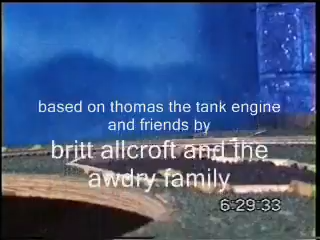 based on thomas the tank engine
and friends by
britt allcroft and the
awdry family
6:29:33